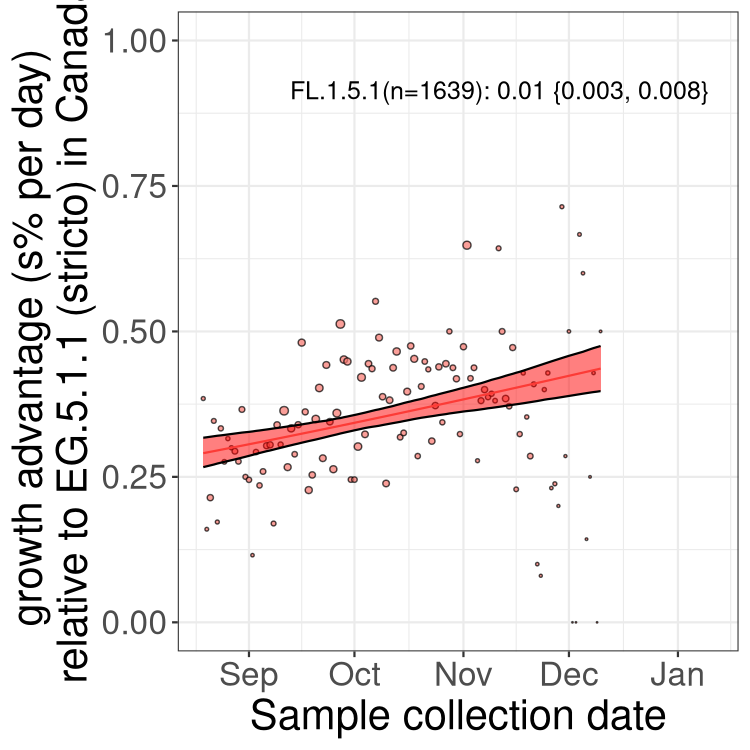 growth advantage (s% per day)
relative to EG.5.1.1 (stricto) in Canada
1.00
0.75
0.50
0.25
0.00
FL.1.5.1(n=1639): 0.01 {0.003, 0.008}
Sep Oct Nov Dec Jan
Sample collection date